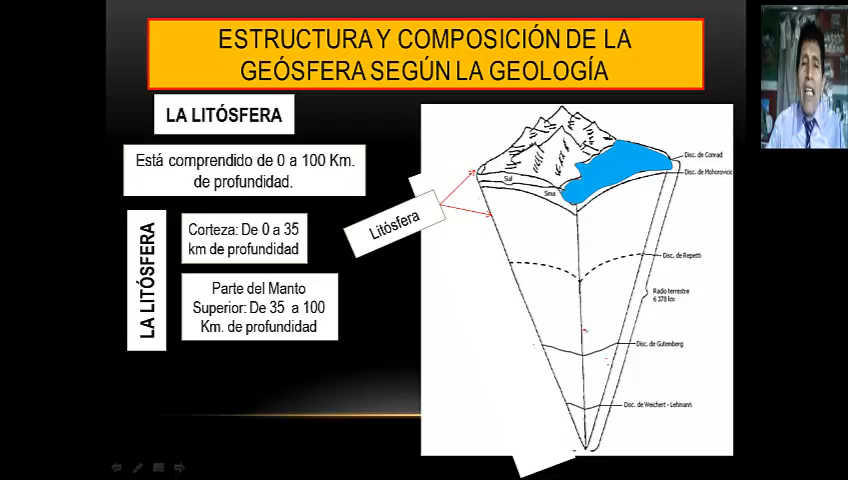 ESTRUCTURA Y COMPOSICIÓN DE LA
GEÓSFERA SEGÚN LA GEOLOGÍA
LA LITÓSFERA
Está comprendido de 0 a 100 Km.
de profundidad.
LA LITÓSFERA
Corteza: De 0 a 35
km de profundidad
Parte del Manto
Superior: De 35 a 100
Km. de profundidad
Litósfera
Sial
Sima
Disc. de Conrad
Disc. de Mohorovicic
Disc. de Repetti
Radio terrestre
6 378 km
Disc. de Gutemberg
Disc. de Weichert - Lehmann